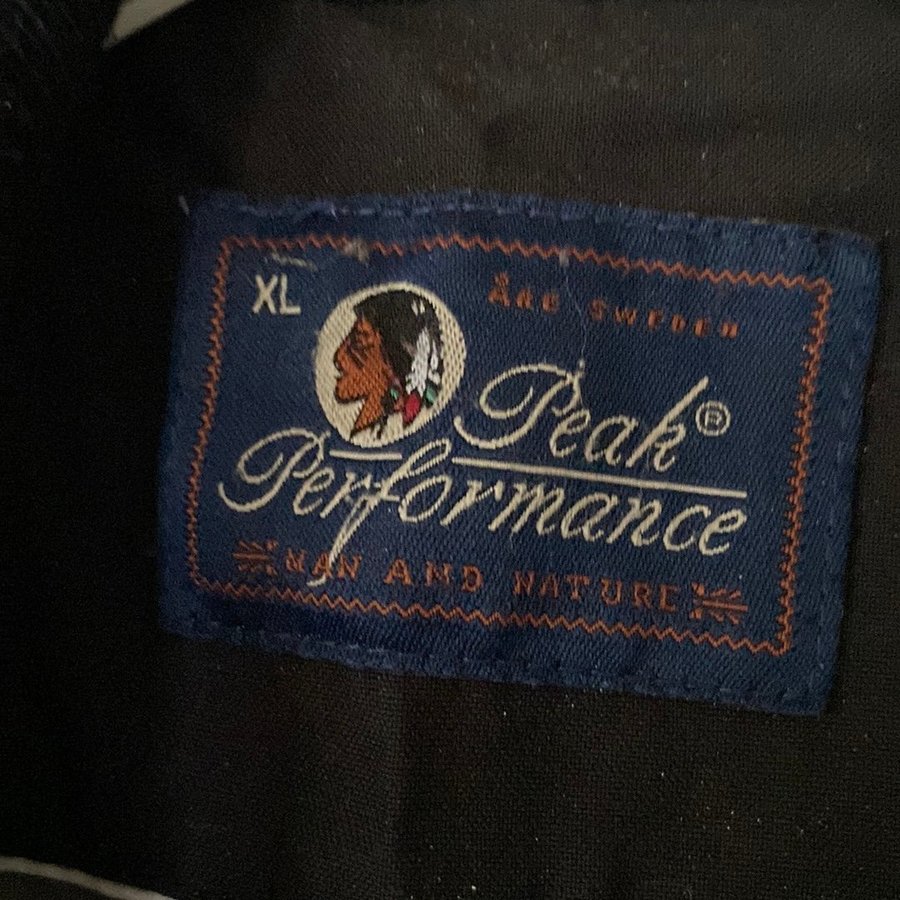 XL
Åre Sweden
Peak®
Performance
MAN AND NATURE